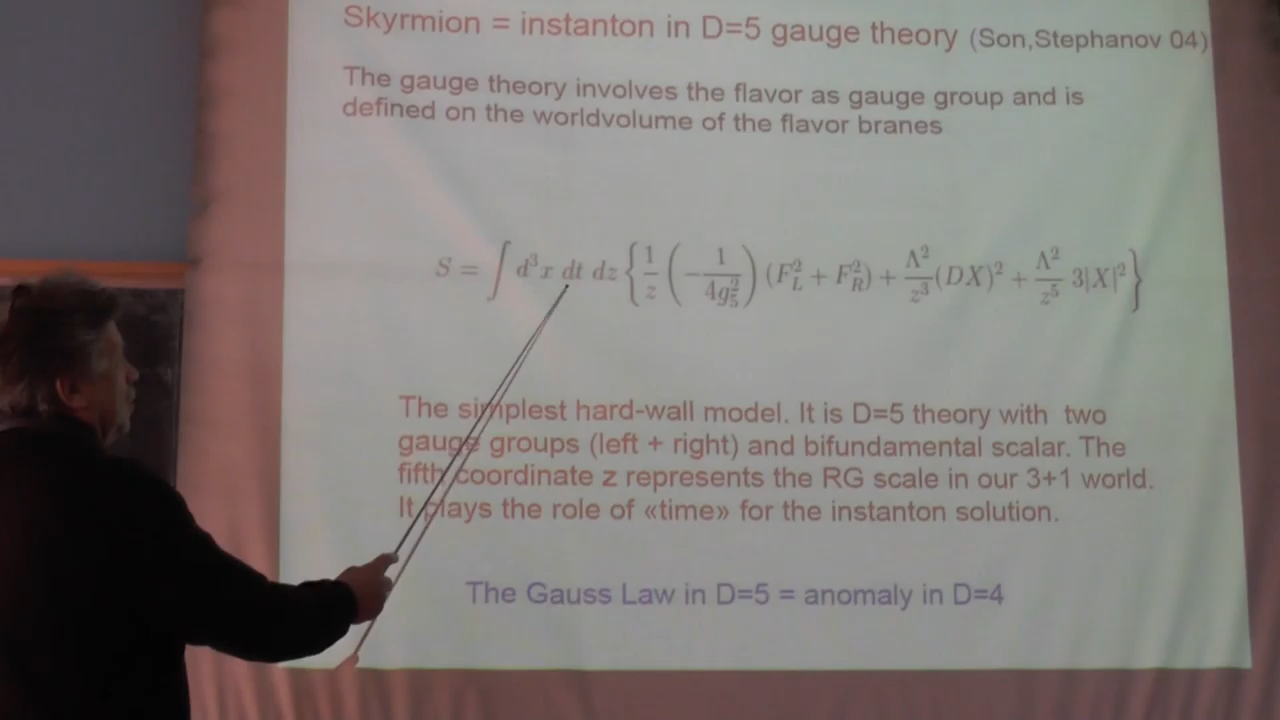 Skyrmion = instanton in D=5 gauge theory (Son,Stephanov 04)
The gauge theory involves the flavor as gauge group and is
defined on the worldvolume of the flavor branes
S = ∫ d³x dt dz { 1/z ( − 1/4g₅² ) (F_L² + F_R²) + Λ²/z³ (DX)² + Λ²/z⁵ 3|X|² }
The simplest hard-wall model. It is D=5 theory with two
gauge groups (left + right) and bifundamental scalar. The
fifth coordinate z represents the RG scale in our 3+1 world.
It plays the role of «time» for the instanton solution.
The Gauss Law in D=5 = anomaly in D=4